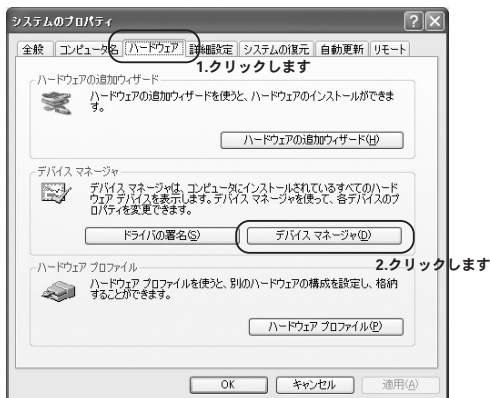 システムのプロパティ
全般 コンピュータ名 ハードウェア 詳細設定 システムの復元 自動更新 リモート
1.クリックします
ハードウェアの追加ウィザード
ハードウェアの追加ウィザードを使うと、ハードウェアのインストールができま
す。
ハードウェアの追加ウィザード(H)
デバイス マネージャ
デバイス マネージャは、コンピュータにインストールされているすべてのハード
ウェア デバイスを表示します。デバイス マネージャを使って、各デバイスのプ
ロパティを変更できます。
ドライバの署名(S) デバイス マネージャ(D)
2.クリックします
ハードウェア プロファイル
ハードウェア プロファイルを使うと、別のハードウェアの構成を設定し、格納
することができます。
ハードウェア プロファイル(P)
OK キャンセル 適用(A)